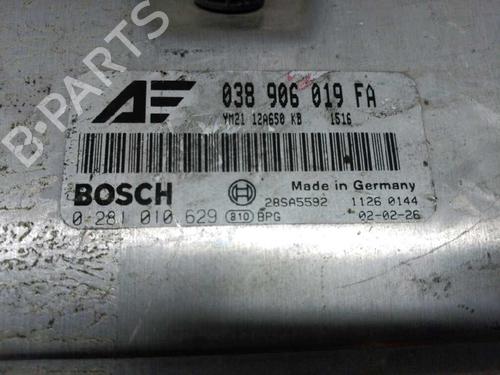 B-PARTS
AE 038 906 019 FA
YM21 12A650 KB 1516
BOSCH Made in Germany
28SA5592 1126 0144
0 281 010 629 810 BPG 02-02-26